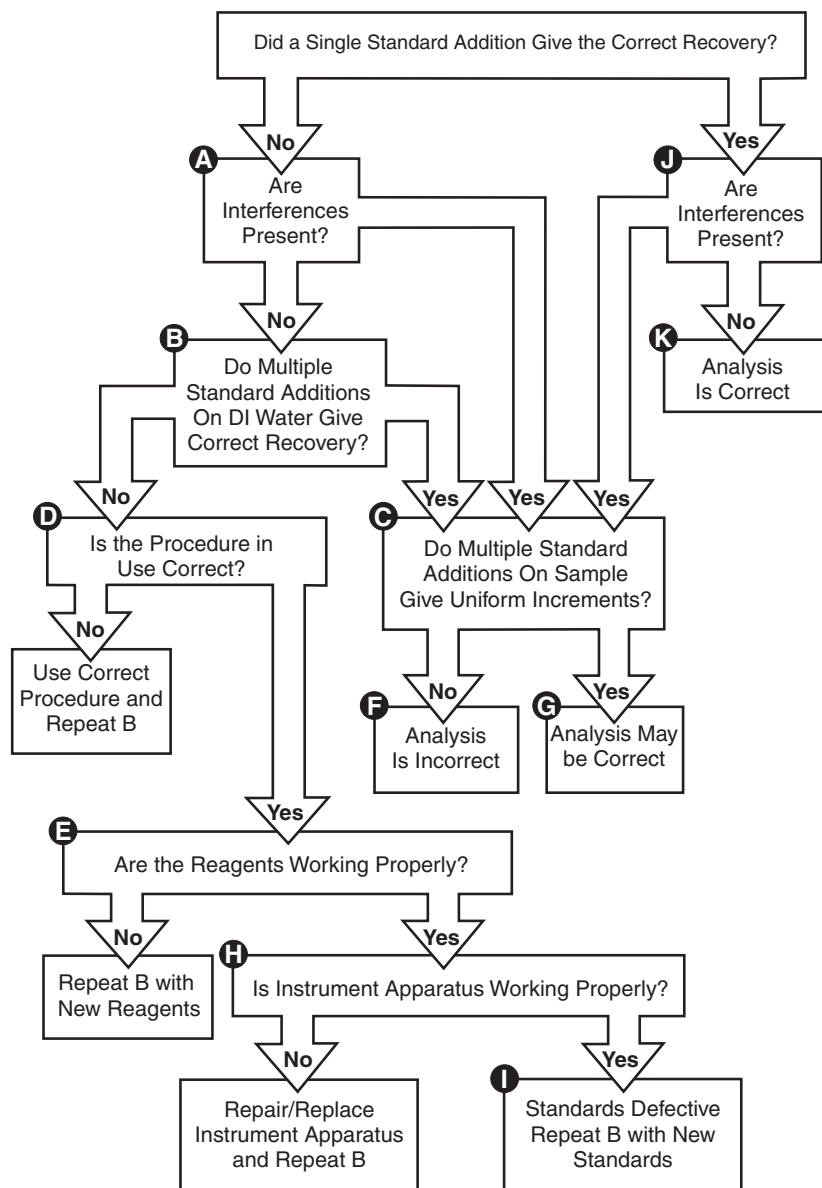 Did a Single Standard Addition Give the Correct Recovery?
No
Yes
A
Are
Interferences
Present?
J
Are
Interferences
Present?
No
No
B
Do Multiple
Standard Additions
On DI Water Give
Correct Recovery?
K
Analysis
Is Correct
No
Yes
Yes
Yes
D
Is the Procedure in
Use Correct?
C
Do Multiple Standard
Additions On Sample
Give Uniform Increments?
No
Use Correct
Procedure and
Repeat B
No
Yes
F
Analysis
Is Incorrect
G
Analysis May
be Correct
Yes
E
Are the Reagents Working Properly?
No
Yes
Repeat B with
New Reagents
H
Is Instrument Apparatus Working Properly?
No
Yes
Repair/Replace
Instrument Apparatus
and Repeat B
I
Standards Defective
Repeat B with New
Standards